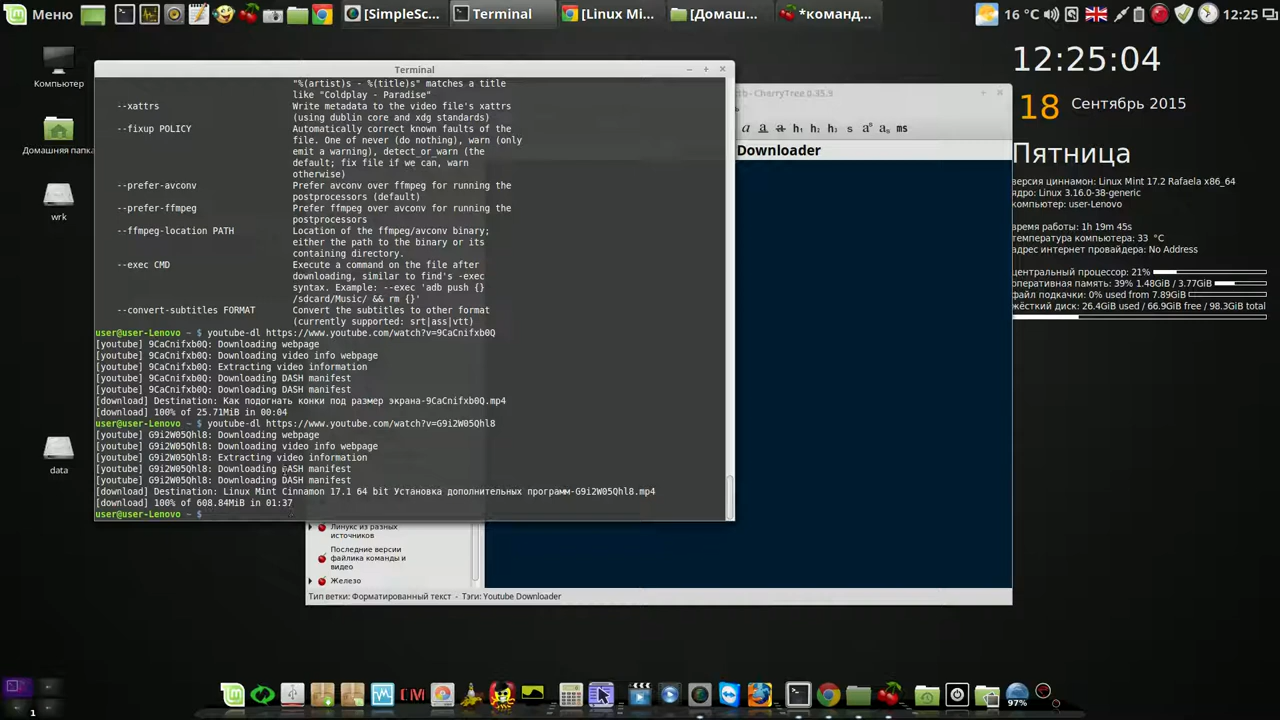 Меню
[SimpleSc...
Terminal
[Linux Mi...
[Домаш...
*команд...
16 °C
12:25
Компьютер
Домашняя папка
wrk
data
Terminal
"%(artist)s - %(title)s" matches a title
like "Coldplay - Paradise"
--xattrs Write metadata to the video file's xattrs
(using dublin core and xdg standards)
--fixup POLICY Automatically correct known faults of the
file. One of never (do nothing), warn (only
emit a warning), detect_or_warn (the
default; fix file if we can, warn
otherwise)
--prefer-avconv Prefer avconv over ffmpeg for running the
postprocessors (default)
--prefer-ffmpeg Prefer ffmpeg over avconv for running the
postprocessors
--ffmpeg-location PATH Location of the ffmpeg/avconv binary;
either the path to the binary or its
containing directory.
--exec CMD Execute a command on the file after
downloading, similar to find's -exec
syntax. Example: --exec 'adb push {}
/sdcard/Music/ && rm {}'
--convert-subtitles FORMAT Convert the subtitles to other format
(currently supported: srt|ass|vtt)
user@user-Lenovo ~ $ youtube-dl https://www.youtube.com/watch?v=9CaCnifxb0Q
[youtube] 9CaCnifxb0Q: Downloading webpage
[youtube] 9CaCnifxb0Q: Downloading video info webpage
[youtube] 9CaCnifxb0Q: Extracting video information
[youtube] 9CaCnifxb0Q: Downloading DASH manifest
[youtube] 9CaCnifxb0Q: Downloading DASH manifest
[download] Destination: Как подогнать конки под размер экрана-9CaCnifxb0Q.mp4
[download] 100% of 25.71MiB in 00:04
user@user-Lenovo ~ $ youtube-dl https://www.youtube.com/watch?v=G9i2W05Qhl8
[youtube] G9i2W05Qhl8: Downloading webpage
[youtube] G9i2W05Qhl8: Downloading video info webpage
[youtube] G9i2W05Qhl8: Extracting video information
[youtube] G9i2W05Qhl8: Downloading DASH manifest
[youtube] G9i2W05Qhl8: Downloading DASH manifest
[download] Destination: Linux Mint Cinnamon 17.1 64 bit Установка дополнительных программ-G9i2W05Qhl8.mp4
[download] 100% of 608.84MiB in 01:37
user@user-Lenovo ~ $
- CherryTree 0.35.9
a a a h1 h2 h3 s aˢ aₛ ms
Downloader
Линукс из разных
источников
Последние версии
файлика команды и
видео
Железо
Тип ветки: Форматированный текст - Тэги: Youtube Downloader
12:25:04
18 Сентябрь 2015
Пятница
версия циннамон: Linux Mint 17.2 Rafaela x86_64
ядро: Linux 3.16.0-38-generic
компьютер: user-Lenovo
время работы: 1h 19m 45s
температура компьютера: 33 °C
адрес интернет провайдера: No Address
центральный процессор: 21%
оперативная память: 39% 1.48GiB / 3.77GiB
файл подкачки: 0% used from 7.89GiB
жёсткий диск: 26.4GiB used / 66.9GiB free / 98.3GiB total
1
97%